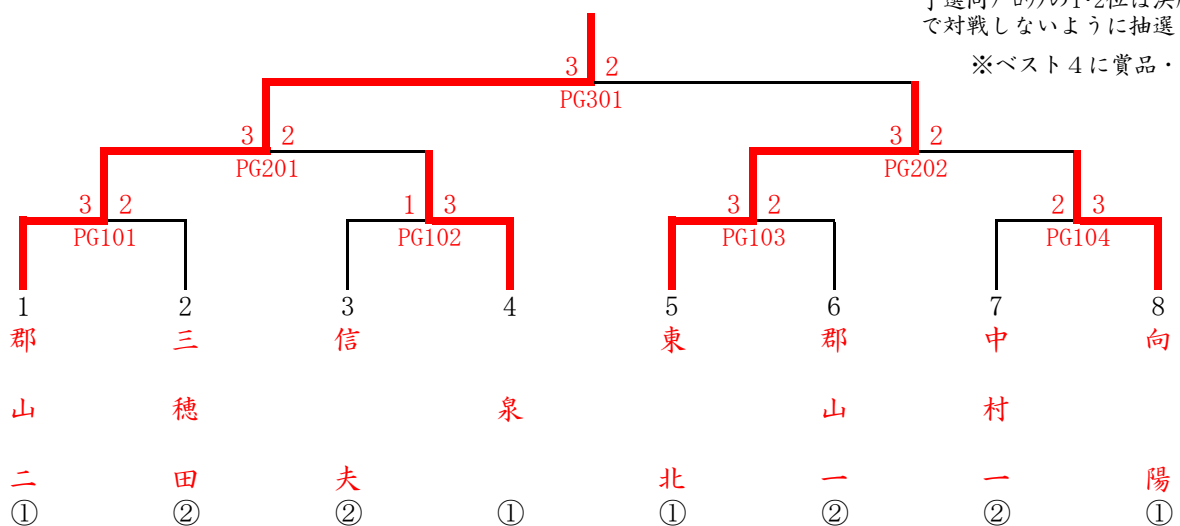 で対戦しないように抽選
※ベスト４に賞品・
3 2
PG301
3 2
PG201
3 2
PG202
3 2
PG101
1 3
PG102
3 2
PG103
2 3
PG104
1 2 3 4 5 6 7 8
郡山二
三穂田
信夫
泉
東北
郡山一
中村一
向陽
① ② ② ① ① ② ② ①